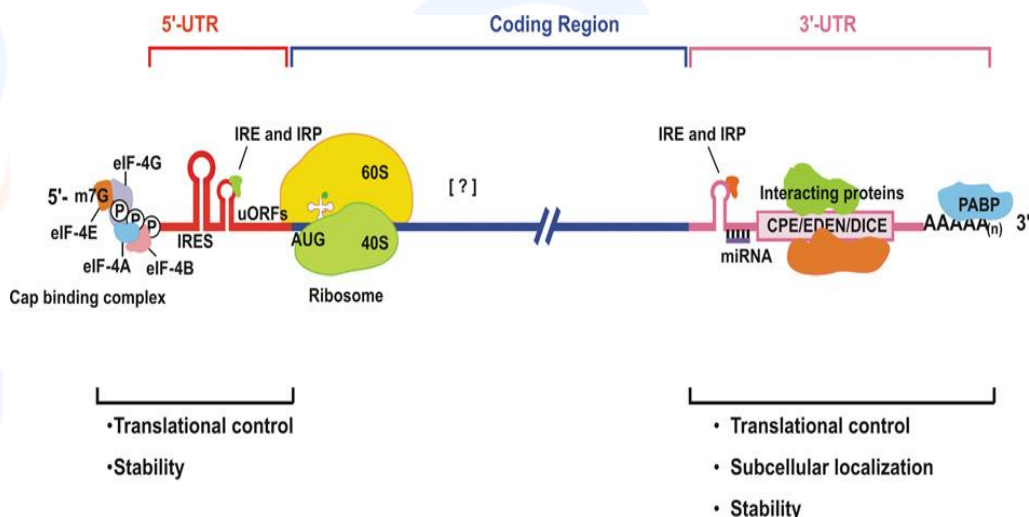 5'-UTR
Coding Region
3'-UTR
IRE and IRP
IRE and IRP
eIF-4G
60S
[ ? ]
Interacting proteins
5'- m7G
PABP
P P P
uORFs
CPE/EDEN/DICE
AAAAA(n) 3'
eIF-4E
IRES
AUG
40S
miRNA
eIF-4A
eIF-4B
Cap binding complex
Ribosome
•Translational control
•Stability
• Translational control
• Subcellular localization
• Stability